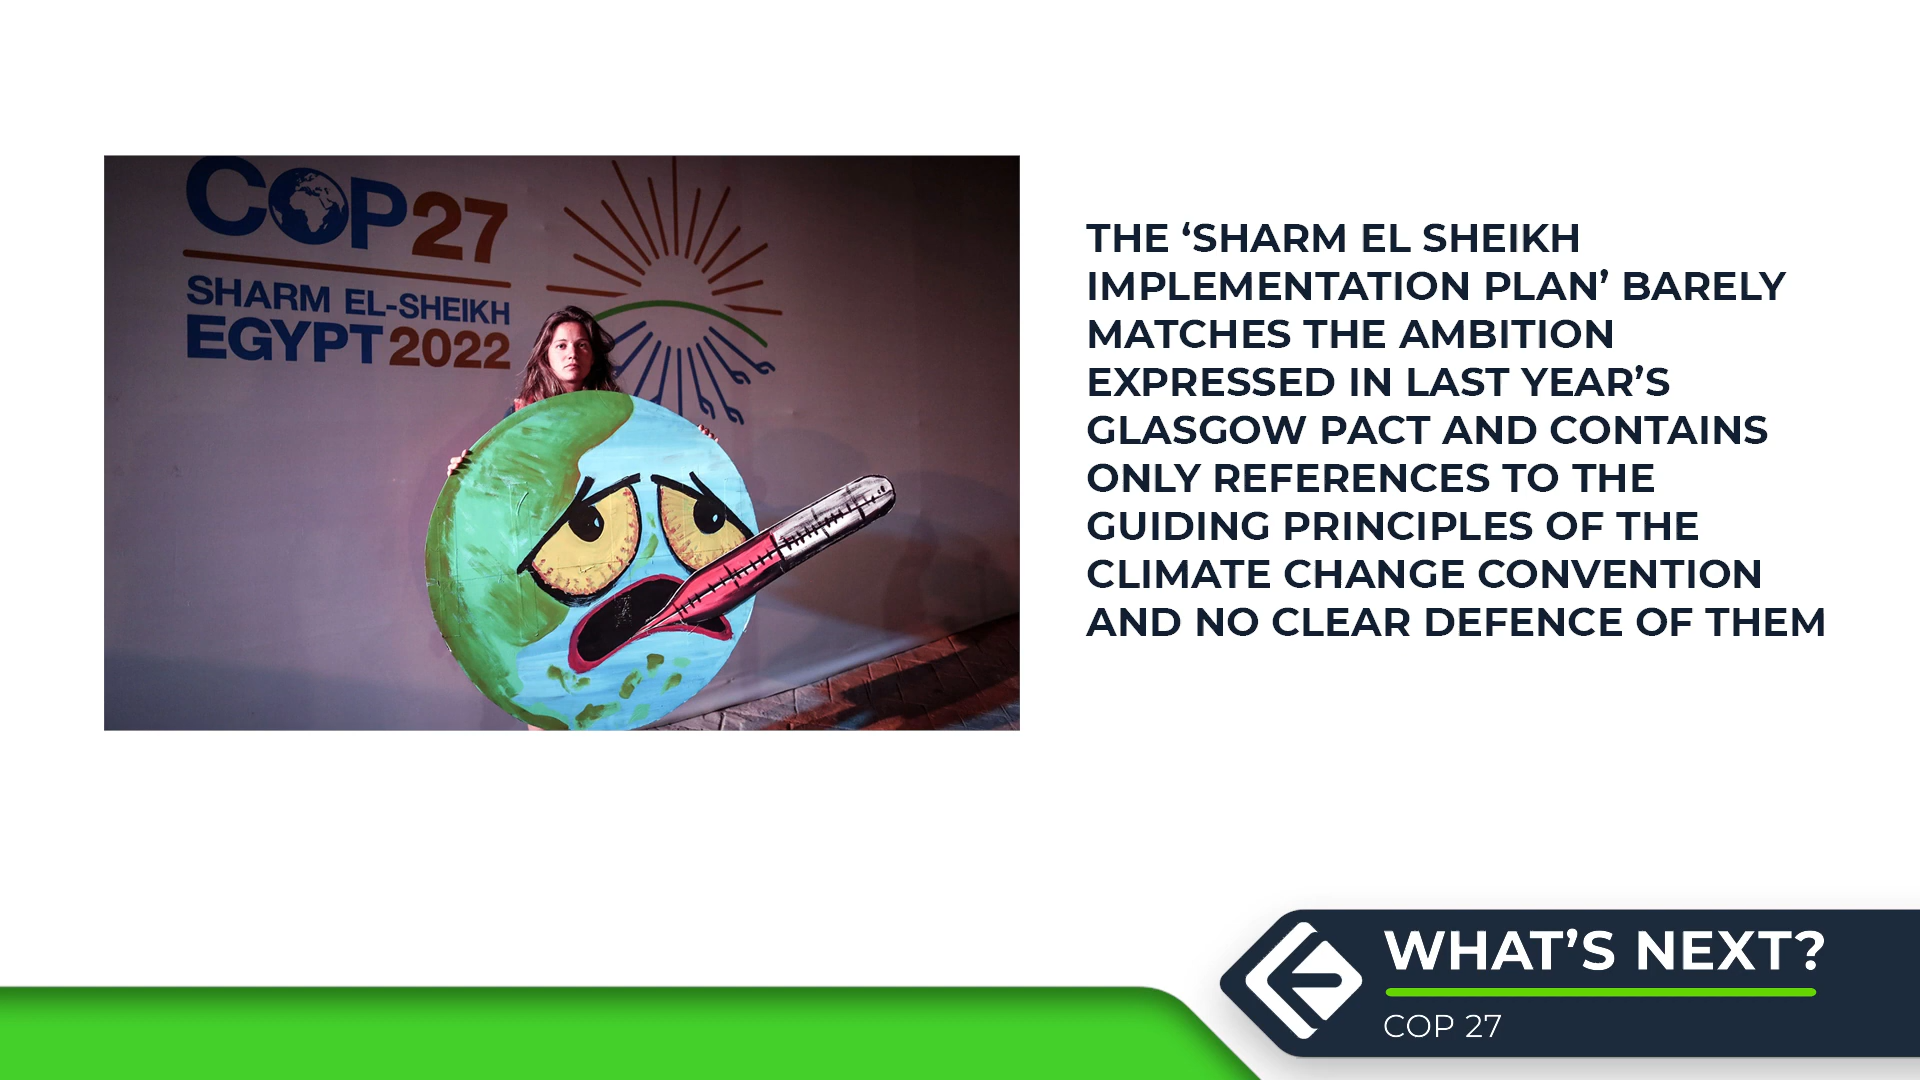 COP27
SHARM EL-SHEIKH
EGYPT 2022
THE ‘SHARM EL SHEIKH
IMPLEMENTATION PLAN’ BARELY
MATCHES THE AMBITION
EXPRESSED IN LAST YEAR’S
GLASGOW PACT AND CONTAINS
ONLY REFERENCES TO THE
GUIDING PRINCIPLES OF THE
CLIMATE CHANGE CONVENTION
AND NO CLEAR DEFENCE OF THEM
WHAT’S NEXT?
COP 27